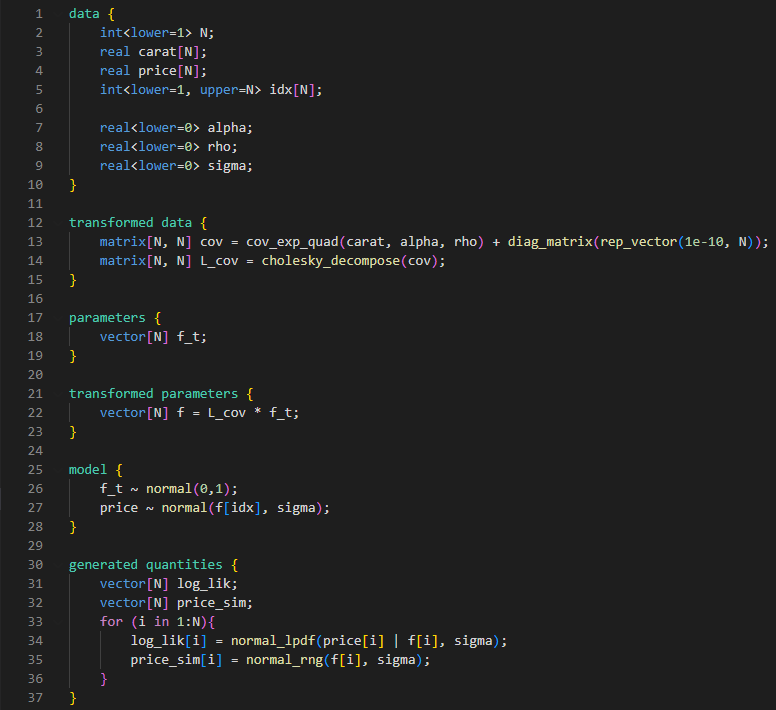 1 data {
2     int<lower=1> N;
3     real carat[N];
4     real price[N];
5     int<lower=1, upper=N> idx[N];
6
7     real<lower=0> alpha;
8     real<lower=0> rho;
9     real<lower=0> sigma;
10 }
11
12 transformed data {
13     matrix[N, N] cov = cov_exp_quad(carat, alpha, rho) + diag_matrix(rep_vector(1e-10, N));
14     matrix[N, N] L_cov = cholesky_decompose(cov);
15 }
16
17 parameters {
18     vector[N] f_t;
19 }
20
21 transformed parameters {
22     vector[N] f = L_cov * f_t;
23 }
24
25 model {
26     f_t ~ normal(0,1);
27     price ~ normal(f[idx], sigma);
28 }
29
30 generated quantities {
31     vector[N] log_lik;
32     vector[N] price_sim;
33     for (i in 1:N){
34         log_lik[i] = normal_lpdf(price[i] | f[i], sigma);
35         price_sim[i] = normal_rng(f[i], sigma);
36     }
37 }